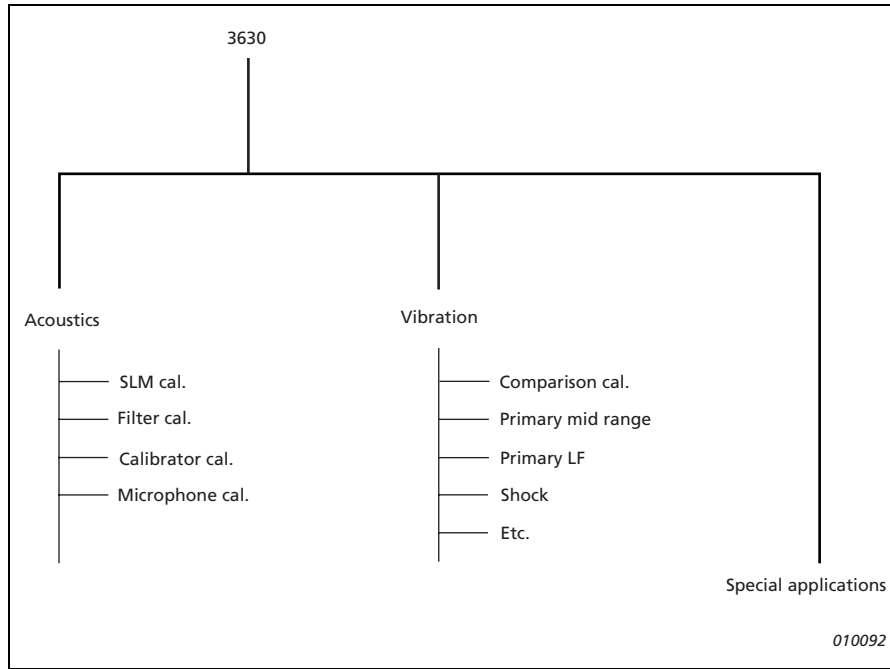 3630
Acoustics
SLM cal.
Filter cal.
Calibrator cal.
Microphone cal.
Vibration
Comparison cal.
Primary mid range
Primary LF
Shock
Etc.
Special applications
010092